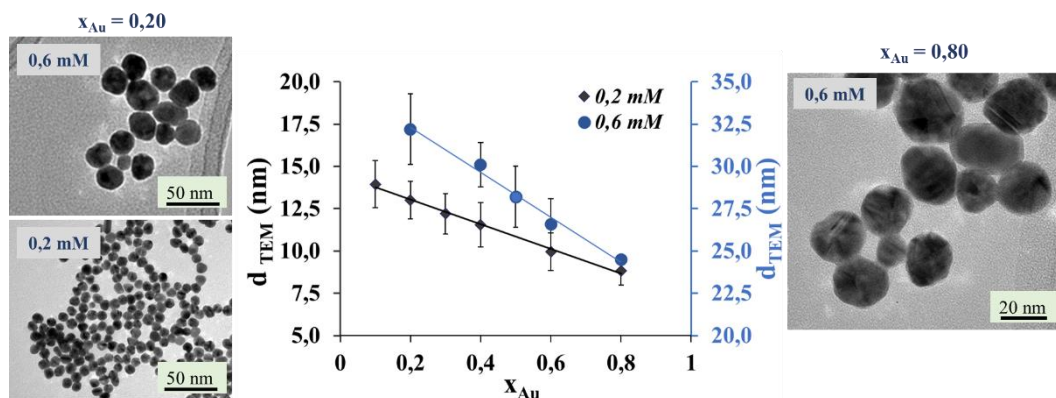 x_Au = 0,20
0,6 mM
50 nm
0,2 mM
50 nm
d_TEM (nm)
20,0
17,5
15,0
12,5
10,0
7,5
5,0
0
0,2
0,4
0,6
0,8
1
x_Au
0,2 mM
0,6 mM
35,0
32,5
30,0
27,5
25,0
22,5
20,0
d_TEM (nm)
x_Au = 0,80
0,6 mM
20 nm